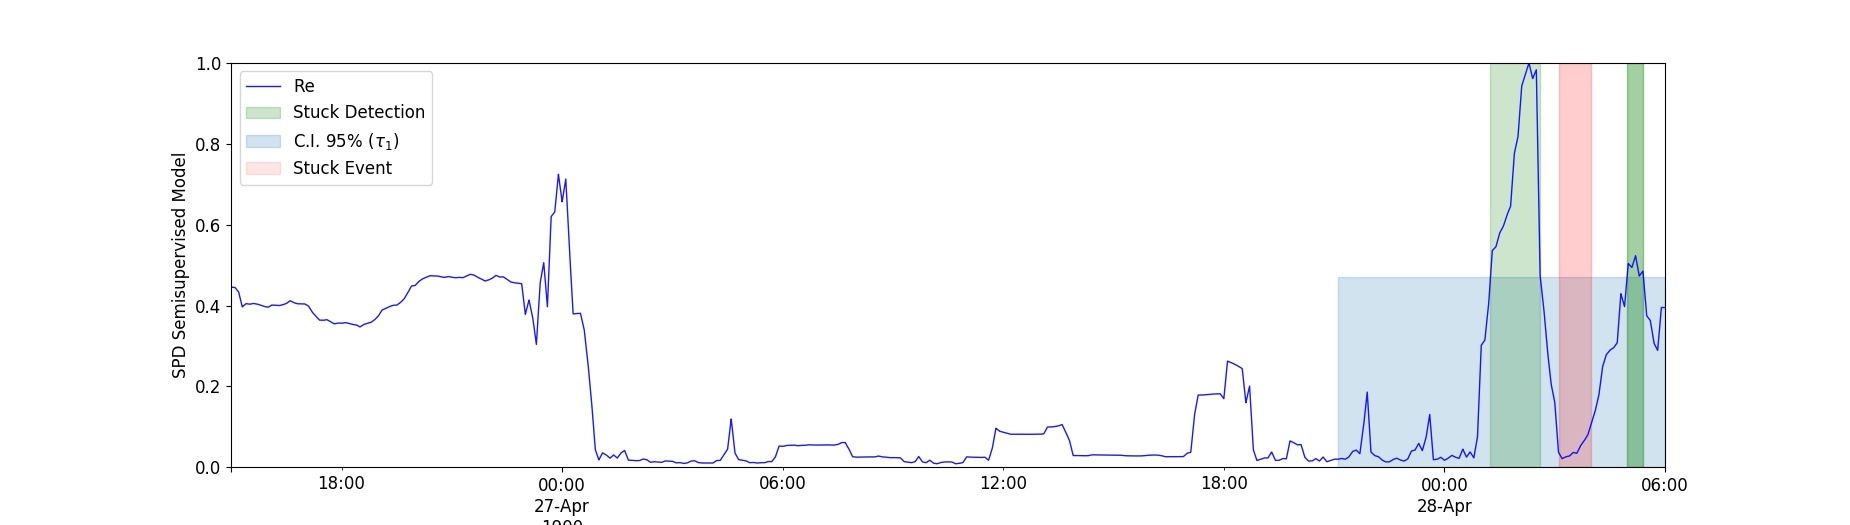 SPD Semisupervised Model
1.0
0.8
0.6
0.4
0.2
0.0
Re
Stuck Detection
C.I. 95% (τ₁)
Stuck Event
18:00
00:00
27-Apr
1900
06:00
12:00
18:00
00:00
28-Apr
06:00